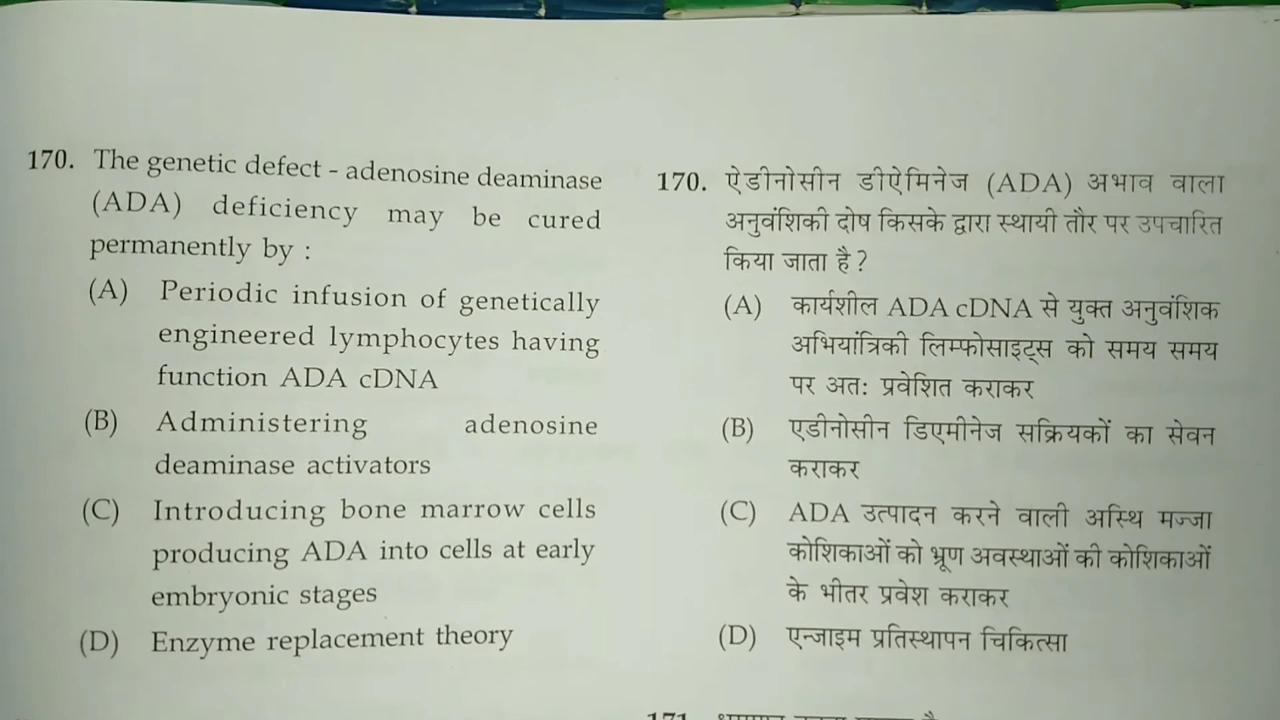 170. The genetic defect - adenosine deaminase
(ADA) deficiency may be cured
permanently by :
(A) Periodic infusion of genetically
engineered lymphocytes having
function ADA cDNA
(B) Administering adenosine
deaminase activators
(C) Introducing bone marrow cells
producing ADA into cells at early
embryonic stages
(D) Enzyme replacement theory
170. ऐडीनोसीन डीऐमिनेज (ADA) अभाव वाला
अनुवंशिकी दोष किसके द्वारा स्थायी तौर पर उपचारित
किया जाता है ?
(A) कार्यशील ADA cDNA से युक्त अनुवंशिक
अभियांत्रिकी लिम्फोसाइट्स को समय समय
पर अतः प्रवेशित कराकर
(B) एडीनोसीन डिएमीनेज सक्रियकों का सेवन
कराकर
(C) ADA उत्पादन करने वाली अस्थि मज्जा
कोशिकाओं को भ्रूण अवस्थाओं की कोशिकाओं
के भीतर प्रवेश कराकर
(D) एन्जाइम प्रतिस्थापन चिकित्सा
171.